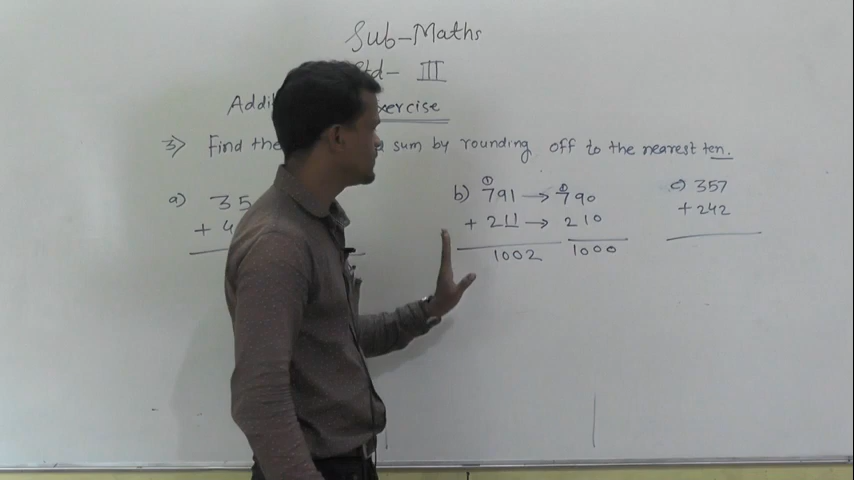 Sub-Maths
Std- III
Exercise
3) Find the sum by rounding off to the nearest ten.
a) 35
+ 4
b) 791 → 790
+ 211 → 210
1002 1000
c) 357
+ 242